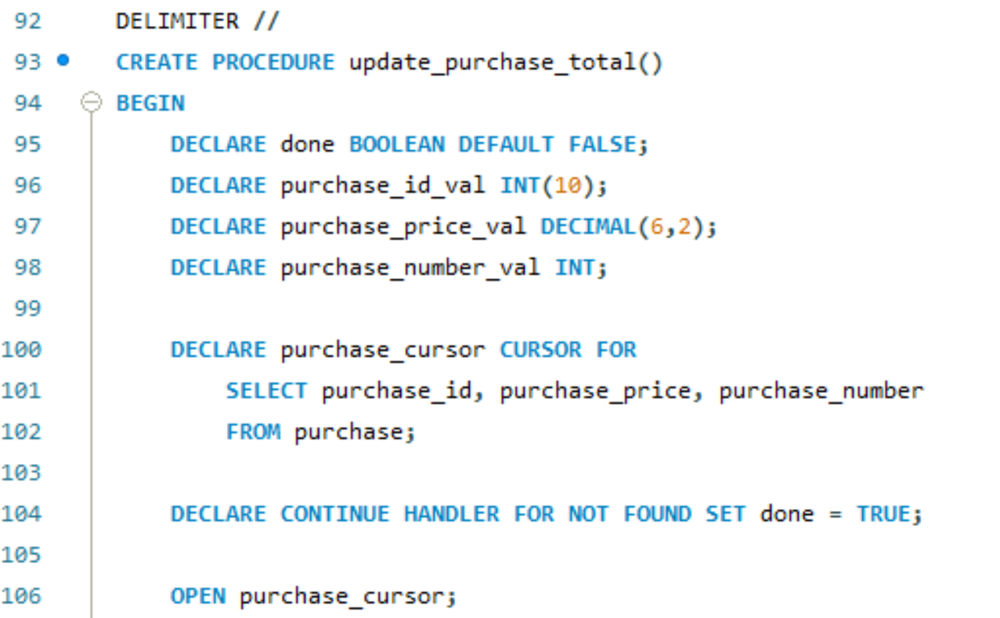 92 DELIMITER //
93 CREATE PROCEDURE update_purchase_total()
94 BEGIN
95 DECLARE done BOOLEAN DEFAULT FALSE;
96 DECLARE purchase_id_val INT(10);
97 DECLARE purchase_price_val DECIMAL(6,2);
98 DECLARE purchase_number_val INT;
99
100 DECLARE purchase_cursor CURSOR FOR
101 SELECT purchase_id, purchase_price, purchase_number
102 FROM purchase;
103
104 DECLARE CONTINUE HANDLER FOR NOT FOUND SET done = TRUE;
105
106 OPEN purchase_cursor;